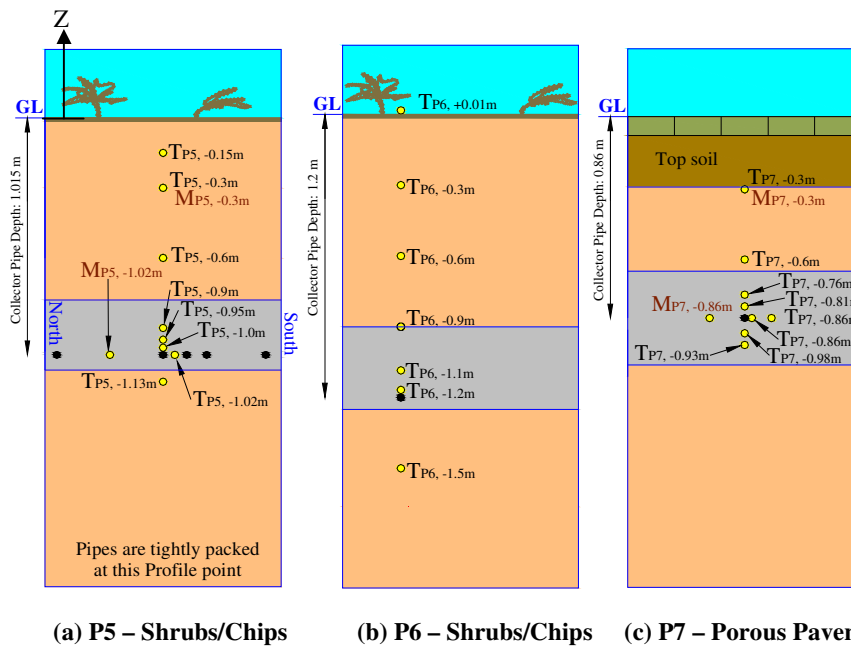 Z
GL
Collector Pipe Depth: 1.015 m
TP5, -0.15m
TP5, -0.3m
MP5, -0.3m
TP5, -0.6m
MP5, -1.02m
TP5, -0.9m
TP5, -0.95m
TP5, -1.0m
North
South
TP5, -1.13m
TP5, -1.02m
Pipes are tightly packed
at this Profile point
(a) P5 – Shrubs/Chips
GL
Collector Pipe Depth: 1.2 m
TP6, +0.01m
TP6, -0.3m
TP6, -0.6m
TP6, -0.9m
TP6, -1.1m
TP6, -1.2m
TP6, -1.5m
(b) P6 – Shrubs/Chips
GL
Collector Pipe Depth: 0.86 m
Top soil
TP7, -0.3m
MP7, -0.3m
TP7, -0.6m
TP7, -0.76m
TP7, -0.81m
MP7, -0.86m
TP7, -0.86m
TP7, -0.86m
TP7, -0.93m
TP7, -0.98m
(c) P7 – Porous Paver